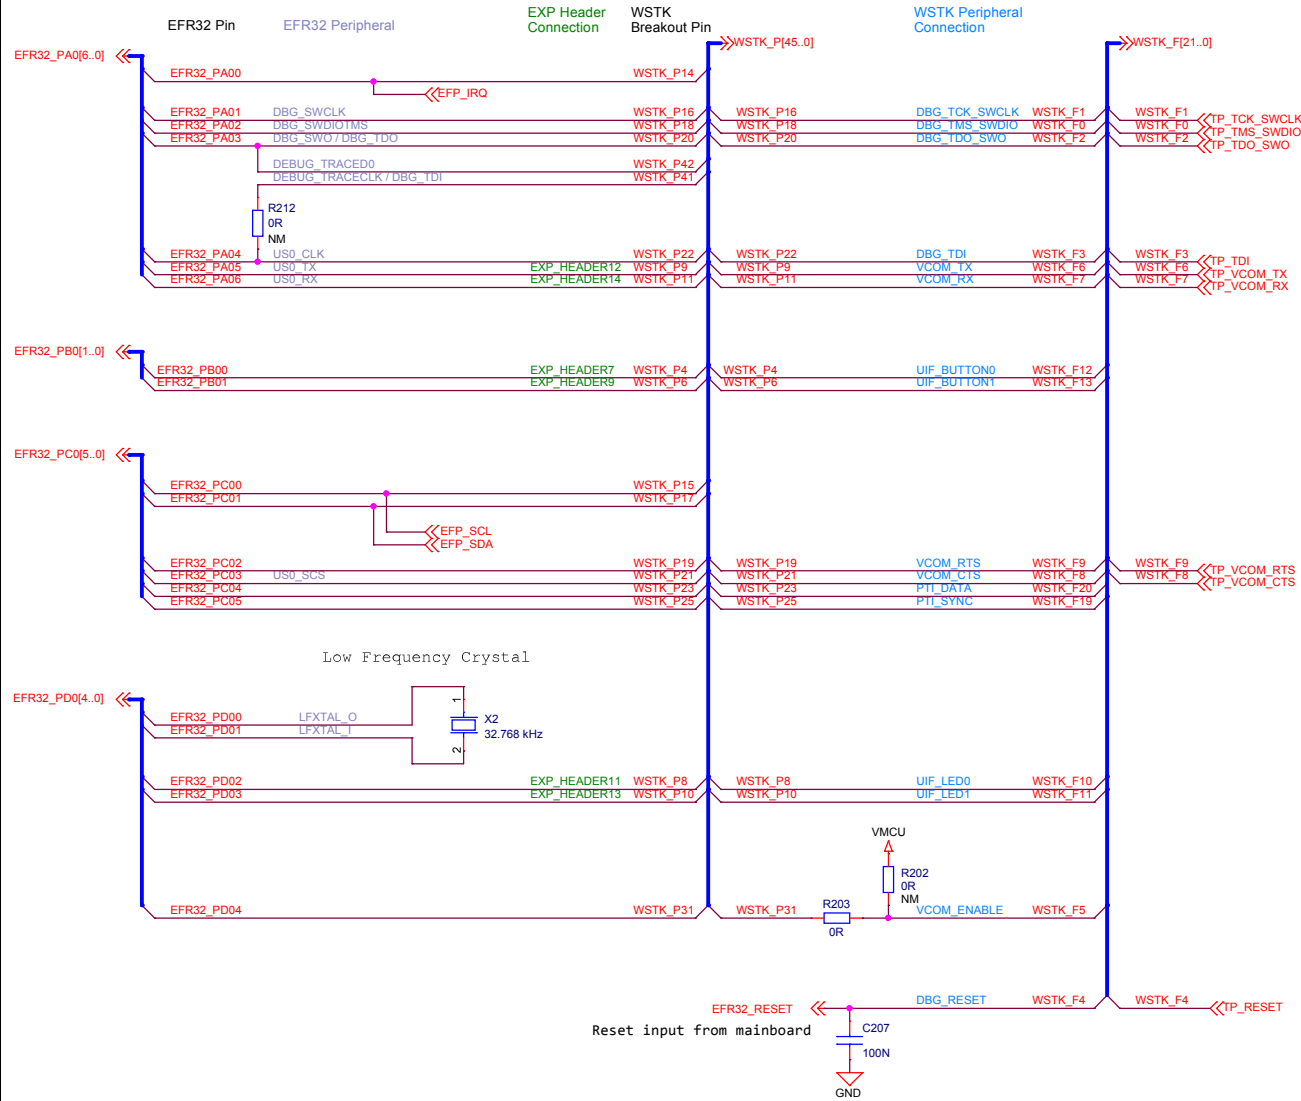 EFR32 Pin EFR32 Peripheral EXP Header Connection WSTK Breakout Pin WSTK Peripheral Connection
EFR32_PA0[6..0] WSTK_P[45..0] WSTK_F[21..0]
EFR32_PA00 WSTK_P14
EFP_IRQ
EFR32_PA01 DBG_SWCLK WSTK_P16 WSTK_P16 DBG_TCK_SWCLK WSTK_F1 WSTK_F1 TP_TCK_SWCLK
EFR32_PA02 DBG_SWDIOTMS WSTK_P18 WSTK_P18 DBG_TMS_SWDIO WSTK_F0 WSTK_F0 TP_TMS_SWDIO
EFR32_PA03 DBG_SWO / DBG_TDO WSTK_P20 WSTK_P20 DBG_TDO_SWO WSTK_F2 WSTK_F2 TP_TDO_SWO
DEBUG_TRACED0 WSTK_P42
DEBUG_TRACECLK / DBG_TDI WSTK_P41
R212
0R
NM
EFR32_PA04 US0_CLK WSTK_P22 WSTK_P22 DBG_TDI WSTK_F3 WSTK_F3 TP_TDI
EFR32_PA05 US0_TX EXP_HEADER12 WSTK_P9 WSTK_P9 VCOM_TX WSTK_F6 WSTK_F6 TP_VCOM_TX
EFR32_PA06 US0_RX EXP_HEADER14 WSTK_P11 WSTK_P11 VCOM_RX WSTK_F7 WSTK_F7 TP_VCOM_RX
EFR32_PB0[1..0]
EFR32_PB00 EXP_HEADER7 WSTK_P4 WSTK_P4 UIF_BUTTON0 WSTK_F12
EFR32_PB01 EXP_HEADER9 WSTK_P6 WSTK_P6 UIF_BUTTON1 WSTK_F13
EFR32_PC0[5..0]
EFR32_PC00 WSTK_P15
EFR32_PC01 WSTK_P17
EFP_SCL
EFP_SDA
EFR32_PC02 WSTK_P19 WSTK_P19 VCOM_RTS WSTK_F9 WSTK_F9 TP_VCOM_RTS
EFR32_PC03 US0_SCS WSTK_P21 WSTK_P21 VCOM_CTS WSTK_F8 WSTK_F8 TP_VCOM_CTS
EFR32_PC04 WSTK_P23 WSTK_P23 PTI_DATA WSTK_F20
EFR32_PC05 WSTK_P25 WSTK_P25 PTI_SYNC WSTK_F19
Low Frequency Crystal
EFR32_PD0[4..0]
EFR32_PD00 LFXTAL_O 1 X2
EFR32_PD01 LFXTAL_I 2 32.768 kHz
EFR32_PD02 EXP_HEADER11 WSTK_P8 WSTK_P8 UIF_LED0 WSTK_F10
EFR32_PD03 EXP_HEADER13 WSTK_P10 WSTK_P10 UIF_LED1 WSTK_F11
VMCU
R202
0R
NM
EFR32_PD04 WSTK_P31 WSTK_P31 R203 VCOM_ENABLE WSTK_F5
0R
EFR32_RESET DBG_RESET WSTK_F4 WSTK_F4 TP_RESET
Reset input from mainboard C207
100N
GND